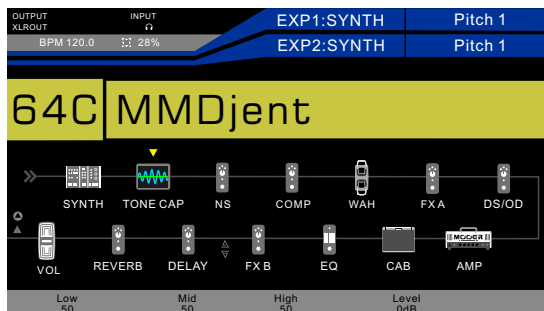 OUTPUT INPUT
XLROUT
BPM 120.0 28%
EXP1:SYNTH Pitch 1
EXP2:SYNTH Pitch 1
64C MMDjent
SYNTH TONE CAP NS COMP WAH FX A DS/OD
MOOER
VOL REVERB DELAY FX B EQ CAB AMP
Low Mid High Level
50 50 50 0dB